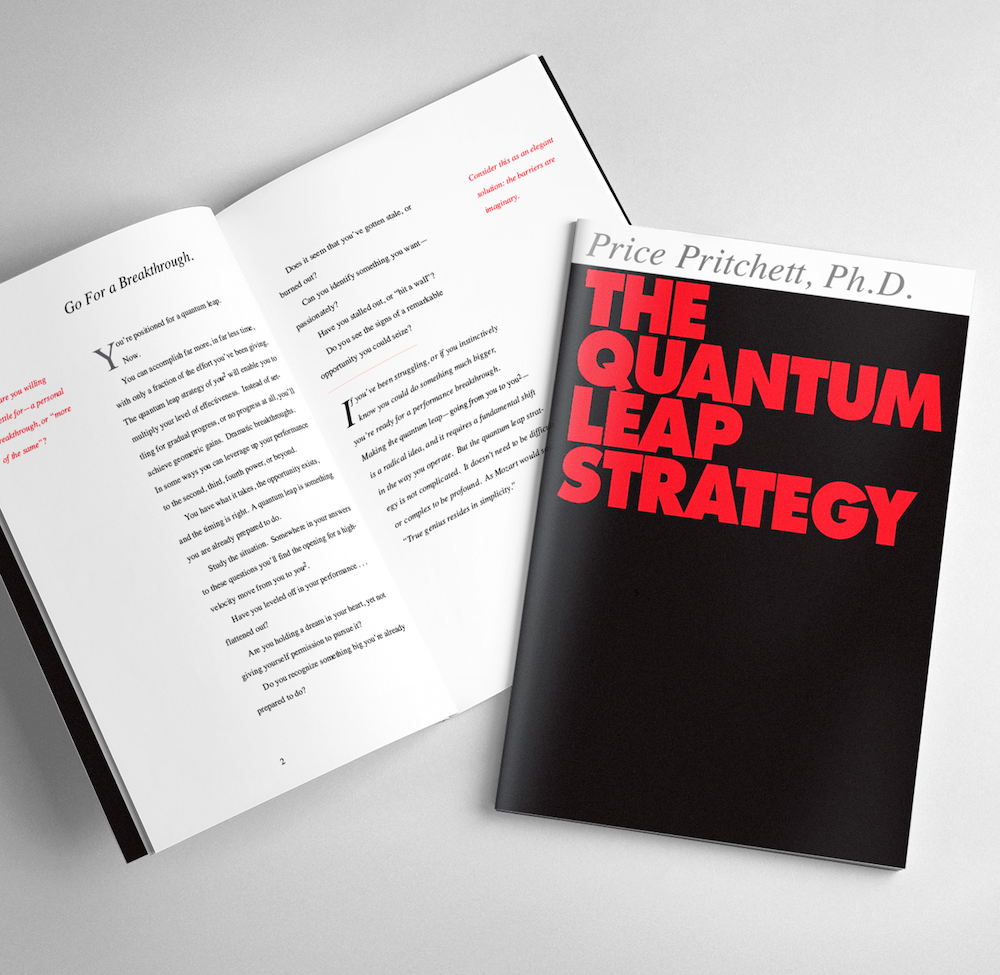 Go For a Breakthrough.
You're positioned for a quantum leap.
Now.
You can accomplish far more, in far less time,
with only a fraction of the effort you've been giving.
The quantum leap strategy of you² will enable you to
multiply your level of effectiveness. Instead of set-
tling for gradual progress, or no progress at all, you'll
achieve geometric gains. Dramatic breakthroughs.
In some ways you can leverage up your performance
to the second, third, fourth power, or beyond.
You have what it takes, the opportunity exists,
and the timing is right. A quantum leap is something
you are already prepared to do.
Study the situation. Somewhere in your answers
to these questions you'll find the opening for a high-
velocity move from you to you².
Have you leveled off in your performance . . .
flattened out?
Are you holding a dream in your heart, yet not
giving yourself permission to pursue it?
Do you recognize something big you're already
prepared to do?
are you willing
settle for—a personal
breakthrough, or "more
of the same"?
2
Consider this as an elegant
solution: the barriers are
imaginary.
Does it seem that you've gotten stale, or
burned out?
Can you identify something you want—
passionately?
Have you stalled out, or "hit a wall"?
Do you see the signs of a remarkable
opportunity you could seize?
If you've been struggling, or if you instinctively
know you could do something much bigger,
you're ready for a performance breakthrough.
Making the quantum leap—going from you to you²—
is a radical idea, and it requires a fundamental shift
in the way you operate. But the quantum leap strat-
egy is not complicated. It doesn't need to be difficult
or complex to be profound. As Mozart would
"True genius resides in simplicity."
Price Pritchett, Ph.D.
THE
QUANTUM
LEAP
STRATEGY